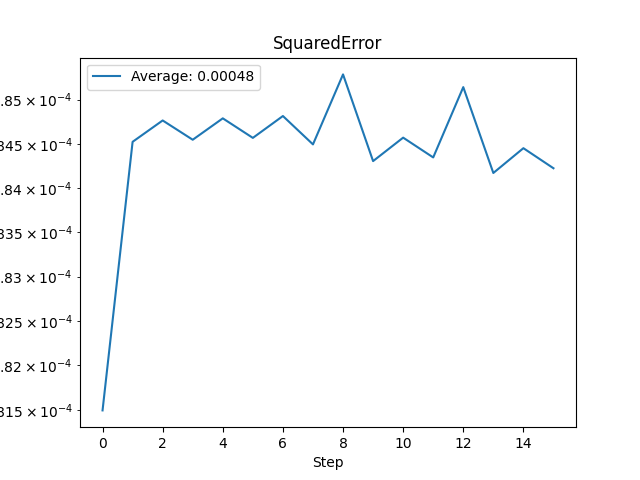 SquaredError
Average: 0.00048
.85 × 10⁻⁴
845 × 10⁻⁴
.84 × 10⁻⁴
835 × 10⁻⁴
.83 × 10⁻⁴
825 × 10⁻⁴
.82 × 10⁻⁴
815 × 10⁻⁴
0 2 4 6 8 10 12 14
Step